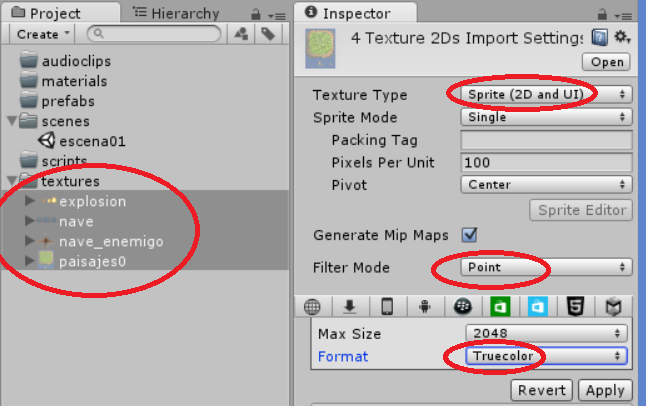 Project
Hierarchy
Create
audioclips
materials
prefabs
scenes
escena01
scripts
textures
explosion
nave
nave_enemigo
paisajes0
Inspector
4 Texture 2Ds Import Settings
Open
Texture Type Sprite (2D and UI)
Sprite Mode Single
Packing Tag
Pixels Per Unit 100
Pivot Center
Sprite Editor
Generate Mip Maps
Filter Mode Point
Max Size 2048
Format Truecolor
Revert Apply